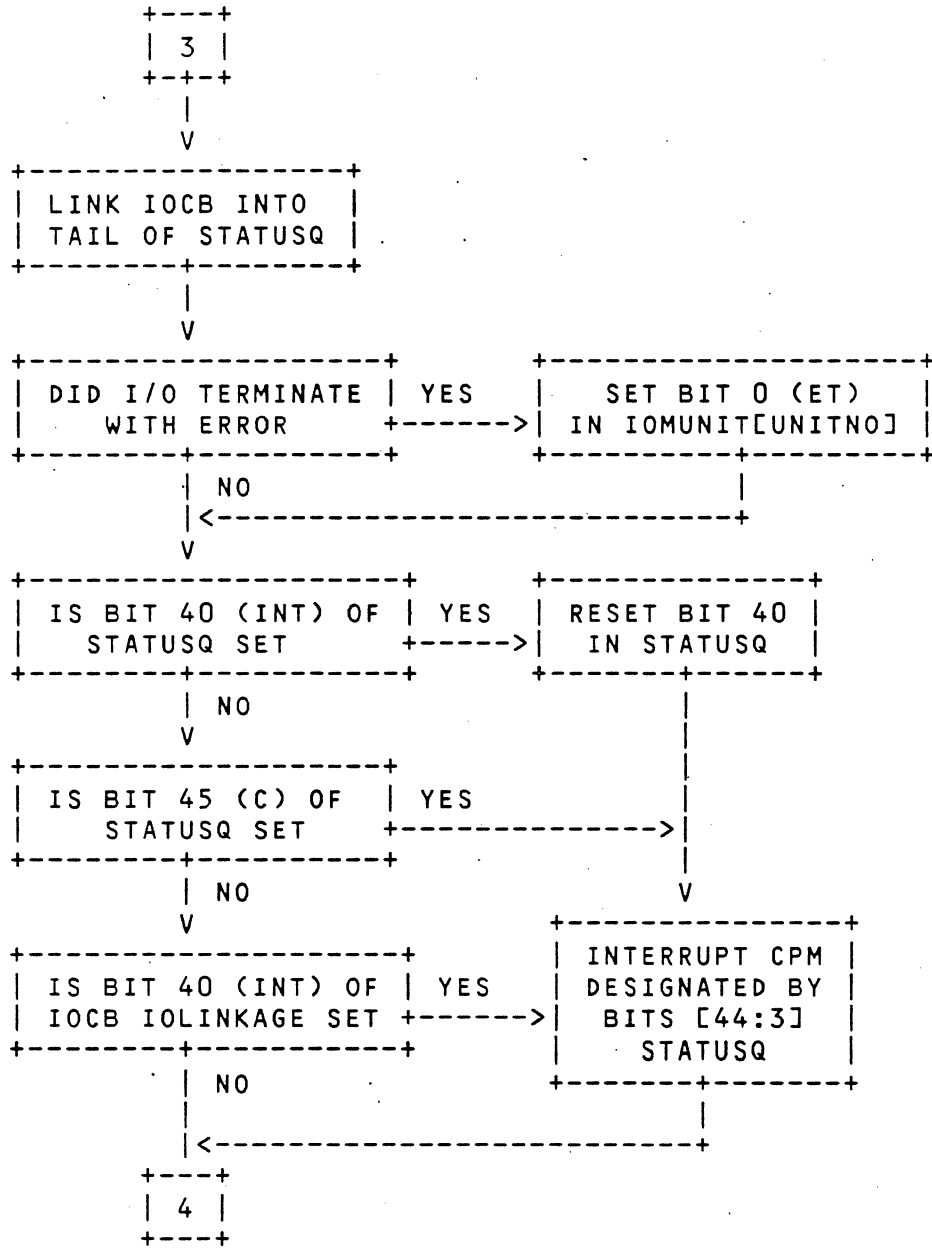 3
LINK IOCB INTO
TAIL OF STATUSQ
DID I/O TERMINATE
WITH ERROR
YES
SET BIT 0 (ET)
IN IOMUNIT[UNITNO]
NO
IS BIT 40 (INT) OF
STATUSQ SET
YES
RESET BIT 40
IN STATUSQ
NO
IS BIT 45 (C) OF
STATUSQ SET
YES
NO
IS BIT 40 (INT) OF
IOCB IOLINKAGE SET
YES
INTERRUPT CPM
DESIGNATED BY
BITS [44:3]
STATUSQ
NO
4